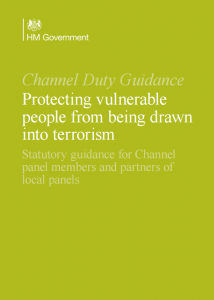 HM Government
Channel Duty Guidance
Protecting vulnerable
people from being drawn
into terrorism
Statutory guidance for Channel
panel members and partners of
local panels